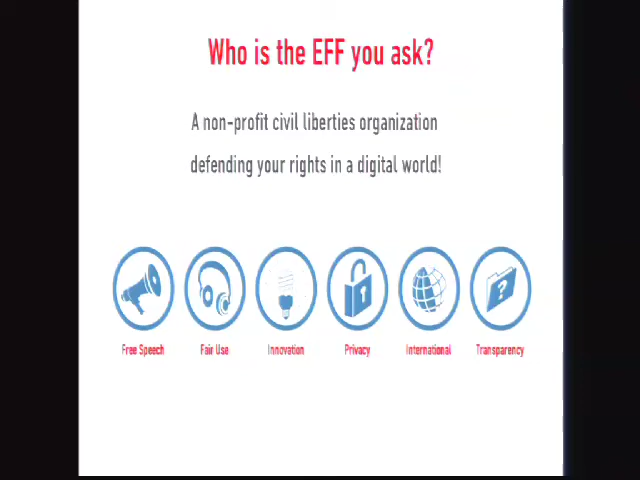 Who is the EFF you ask?
A non-profit civil liberties organization
defending your rights in a digital world!
Free Speech
Fair Use
Innovation
Privacy
International
Transparency
?